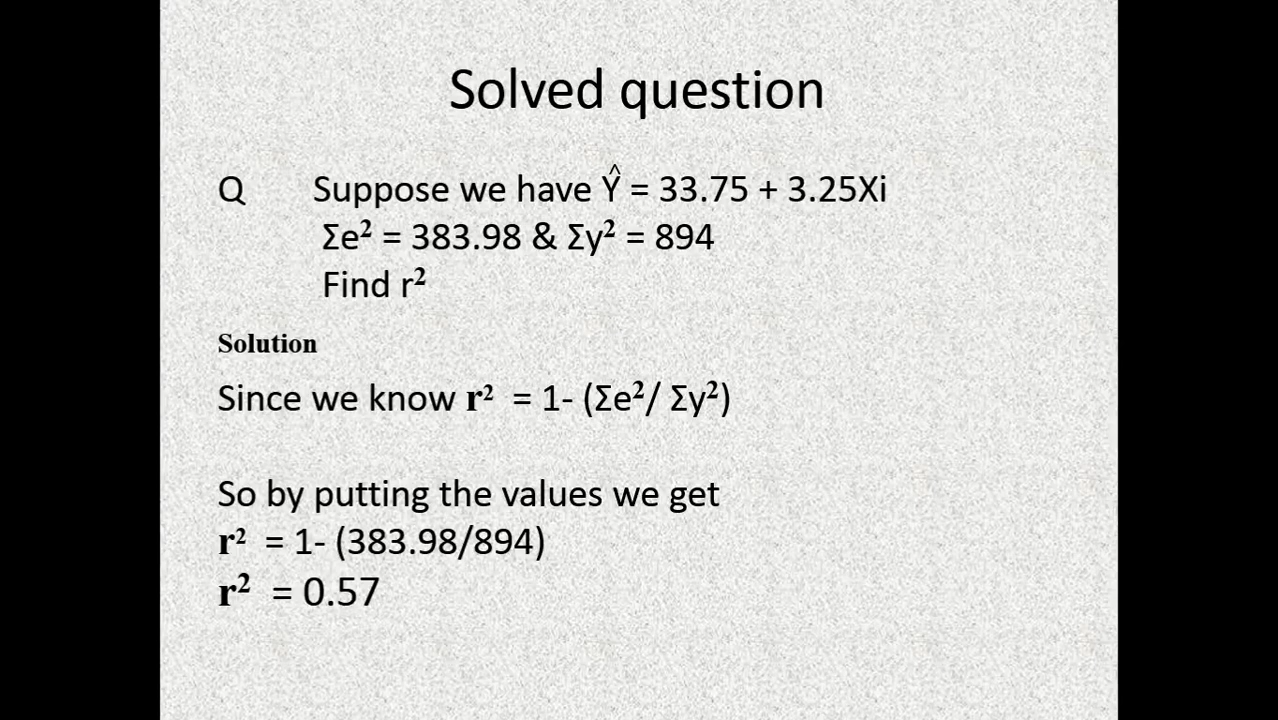 Solved question
Q Suppose we have Ŷ = 33.75 + 3.25Xi
Σe² = 383.98 & Σy² = 894
Find r²
Solution
Since we know r² = 1- (Σe²/ Σy²)
So by putting the values we get
r² = 1- (383.98/894)
r² = 0.57